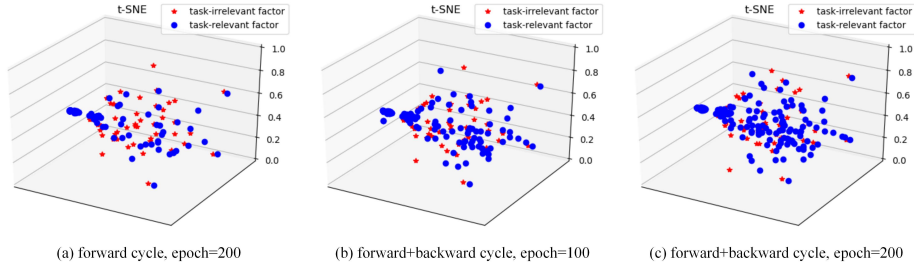 t-SNE
task-irrelevant factor
task-relevant factor
1.0
0.8
0.6
0.4
0.2
0.0
(a) forward cycle, epoch=200
t-SNE
task-irrelevant factor
task-relevant factor
1.0
0.8
0.6
0.4
0.2
0.0
(b) forward+backward cycle, epoch=100
t-SNE
task-irrelevant factor
task-relevant factor
1.0
0.8
0.6
0.4
0.2
0.0
(c) forward+backward cycle, epoch=200